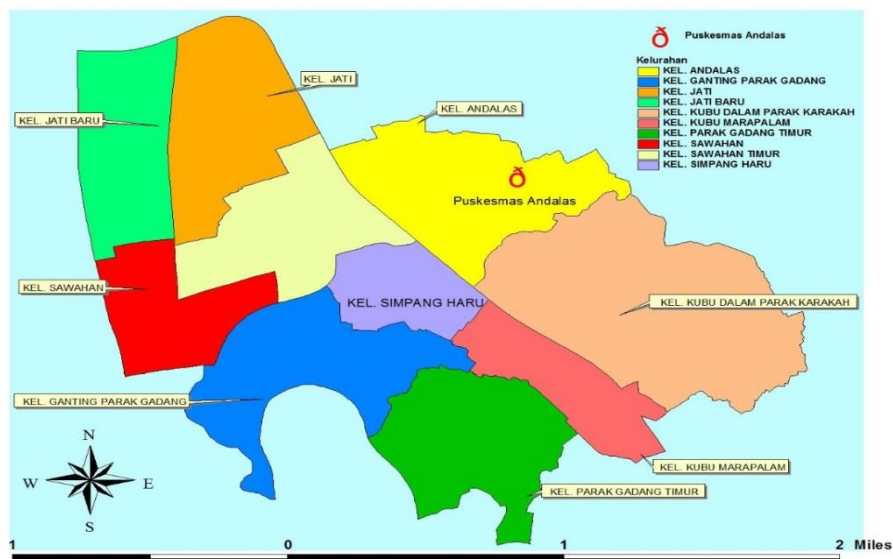 Puskesmas Andalas
Kelurahan
KEL. ANDALAS
KEL. GANTING PARAK GADANG
KEL. JATI
KEL. JATI BARU
KEL. KUBU DALAM PARAK KARAKAH
KEL. KUBU MARAPALAM
KEL. PARAK GADANG TIMUR
KEL. SAWAHAN
KEL. SAWAHAN TIMUR
KEL. SIMPANG HARU
KEL. JATI
KEL. ANDALAS
KEL. JATI BARU
Puskesmas Andalas
KEL. SAWAHAN
KEL. SIMPANG HARU
KEL. KUBU DALAM PARAK KARAKAH
KEL. GANTING PARAK GADANG
KEL. KUBU MARAPALAM
KEL. PARAK GADANG TIMUR
N
W E
S
1 0 1 2 Miles